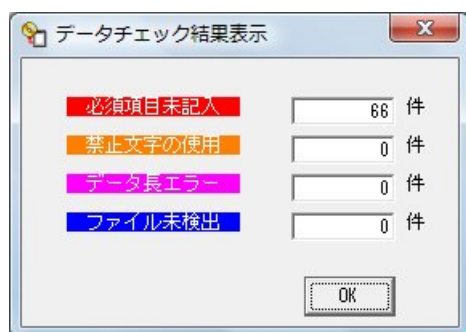 データチェック結果表示
必須項目未記入 66 件
禁止文字の使用 0 件
データ長エラー 0 件
ファイル未検出 0 件
OK